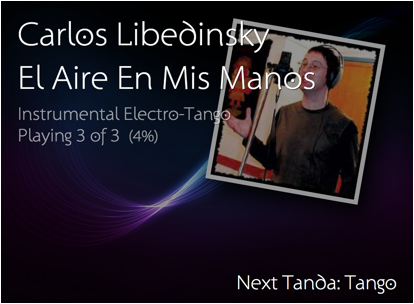 Carlos Libedinsky
El Aire En Mis Manos
Instrumental Electro-Tango
Playing 3 of 3 (4%)
Next Tanda: Tango